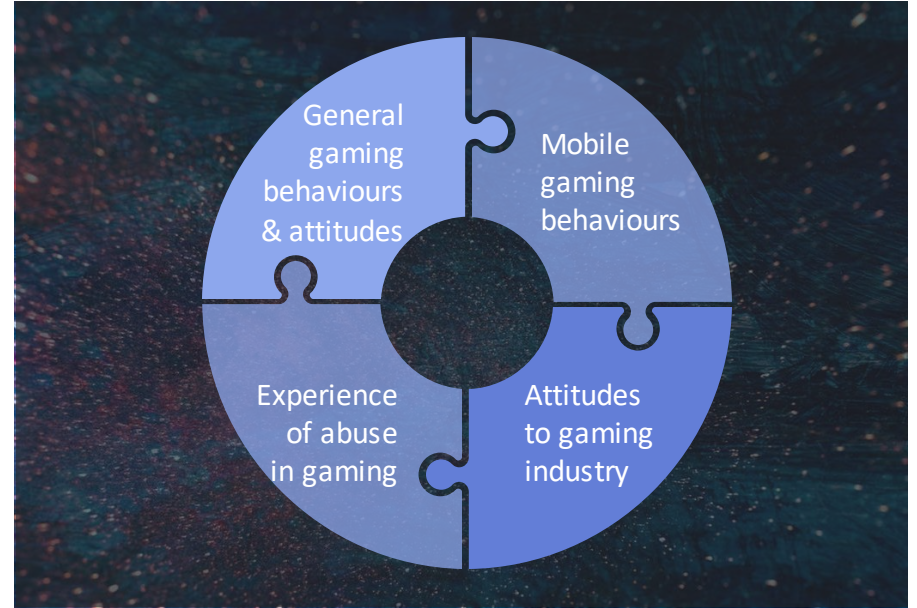 General
gaming
behaviours
& attitudes
Mobile
gaming
behaviours
Experience
of abuse
in gaming
Attitudes
to gaming
industry